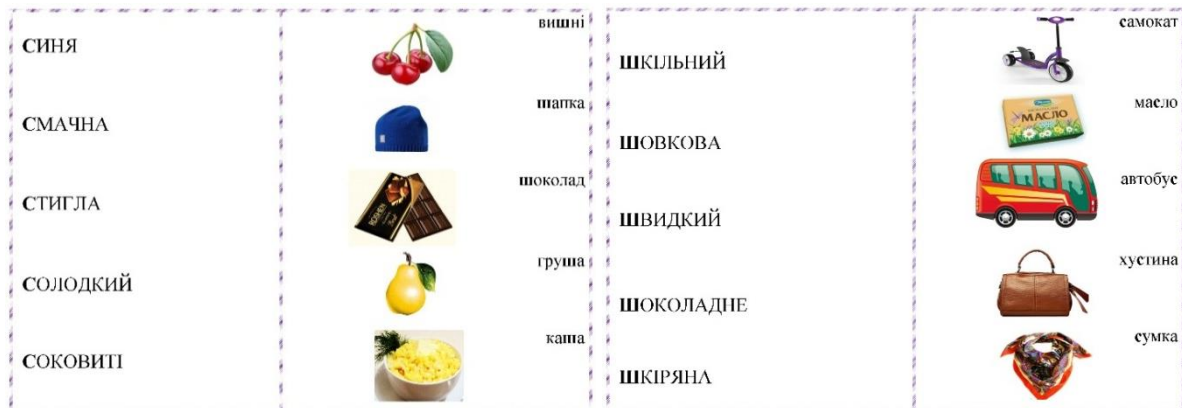 СИНЯ
СМАЧНА
СТИГЛА
СОЛОДКИЙ
СОКОВИТІ
вишні
шапка
шоколад
груша
каша
ШКІЛЬНИЙ
ШОВКОВА
ШВИДКИЙ
ШОКОЛАДНЕ
ШКІРЯНА
самокат
масло
МАСЛО
автобус
хустина
сумка